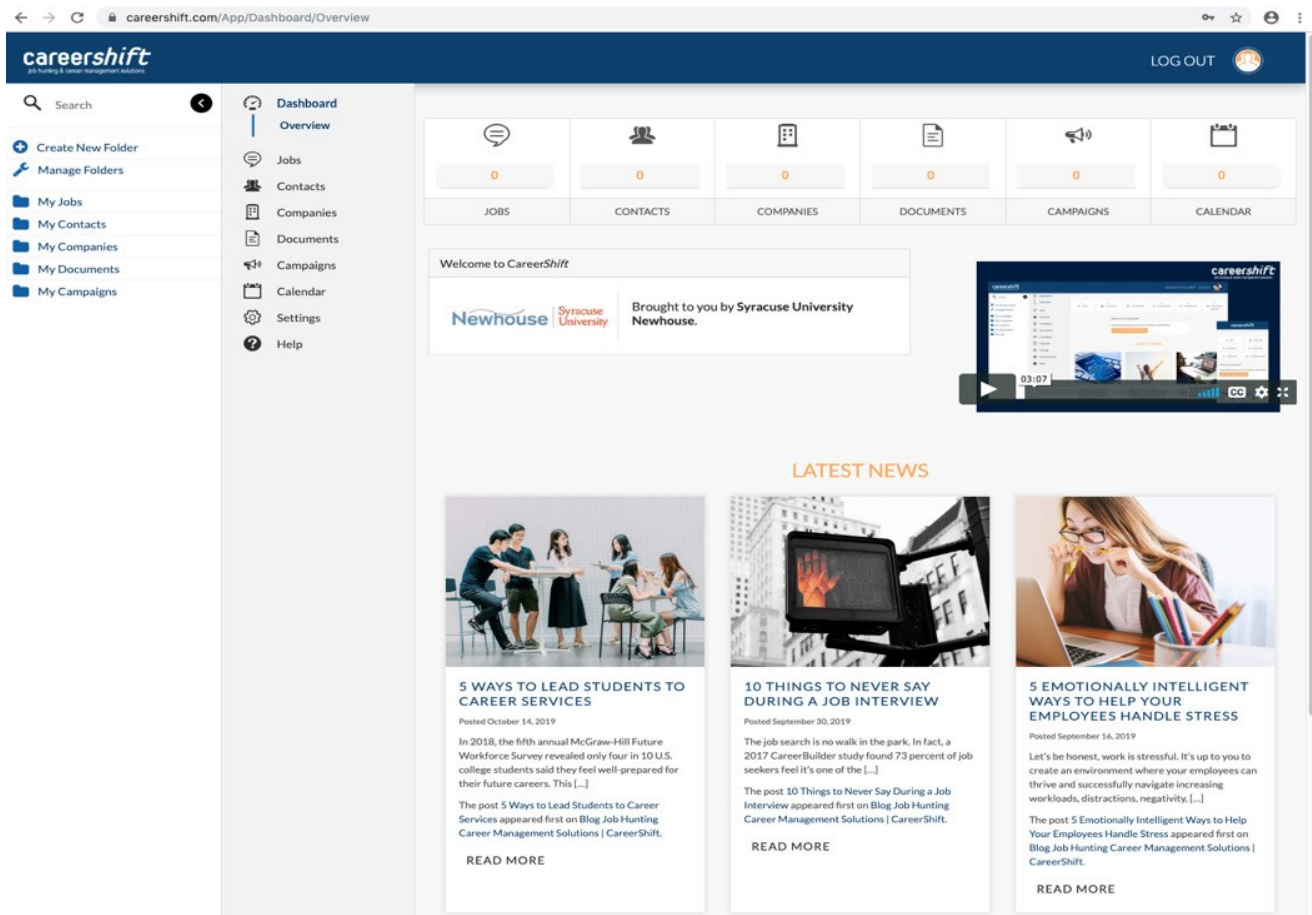 careershift.com/App/Dashboard/Overview
careershift
job hunting & career management solutions
LOG OUT
Search
Create New Folder
Manage Folders
My Jobs
My Contacts
My Companies
My Documents
My Campaigns
Dashboard
Overview
Jobs
Contacts
Companies
Documents
Campaigns
Calendar
Settings
Help
0 0 0 0 0 0
JOBS CONTACTS COMPANIES DOCUMENTS CAMPAIGNS CALENDAR
Welcome to CareerShift
Newhouse Syracuse University
Brought to you by Syracuse University
Newhouse.
careershift
03:07
CC
LATEST NEWS
5 WAYS TO LEAD STUDENTS TO
CAREER SERVICES
Posted October 14, 2019
In 2018, the fifth annual McGraw-Hill Future
Workforce Survey revealed only four in 10 U.S.
college students said they feel well-prepared for
their future careers. This [...]
The post 5 Ways to Lead Students to Career
Services appeared first on Blog Job Hunting
Career Management Solutions | CareerShift.
READ MORE
10 THINGS TO NEVER SAY
DURING A JOB INTERVIEW
Posted September 30, 2019
The job search is no walk in the park. In fact, a
2017 CareerBuilder study found 73 percent of job
seekers feel it's one of the [...]
The post 10 Things to Never Say During a Job
Interview appeared first on Blog Job Hunting
Career Management Solutions | CareerShift.
READ MORE
5 EMOTIONALLY INTELLIGENT
WAYS TO HELP YOUR
EMPLOYEES HANDLE STRESS
Posted September 16, 2019
Let's be honest, work is stressful. It's up to you to
create an environment where your employees can
thrive and successfully navigate increasing
workloads, distractions, negativity, [...]
The post 5 Emotionally Intelligent Ways to Help
Your Employees Handle Stress appeared first on
Blog Job Hunting Career Management Solutions |
CareerShift.
READ MORE